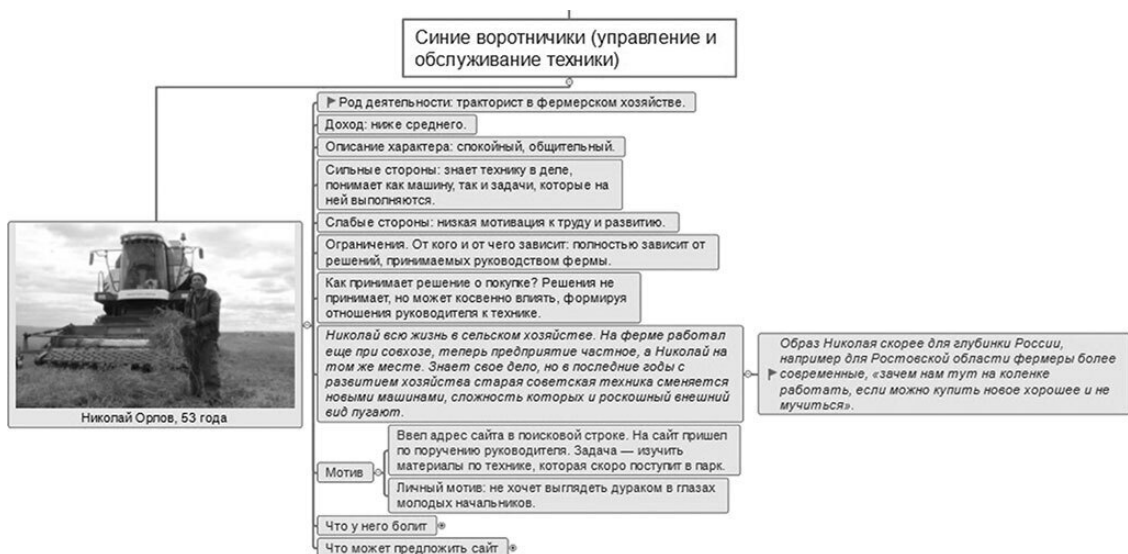 Синие воротнички (управление и
обслуживание техники)
Род деятельности: тракторист в фермерском хозяйстве.
Доход: ниже среднего.
Описание характера: спокойный, общительный.
Сильные стороны: знает технику в деле,
понимает как машину, так и задачи, которые на
ней выполняются.
Слабые стороны: низкая мотивация к труду и развитию.
Ограничения. От кого и от чего зависит: полностью зависит от
решений, принимаемых руководством фермы.
Как принимает решение о покупке? Решения не
принимает, но может косвенно влиять, формируя
отношения руководителя к технике.
Николай всю жизнь в сельском хозяйстве. На ферме работал
еще при совхозе, теперь предприятие частное, а Николай на
том же месте. Знает свое дело, но в последние годы с
развитием хозяйства старая советская техника сменяется
новыми машинами, сложность которых и роскошный внешний
вид пугают.
Образ Николая скорее для глубинки России,
например для Ростовской области фермеры более
современные, «зачем нам тут на коленке
работать, если можно купить новое хорошее и не
мучиться».
Николай Орлов, 53 года
Мотив
Ввел адрес сайта в поисковой строке. На сайт пришел
по поручению руководителя. Задача — изучить
материалы по технике, которая скоро поступит в парк.
Личный мотив: не хочет выглядеть дураком в глазах
молодых начальников.
Что у него болит
Что может предложить сайт